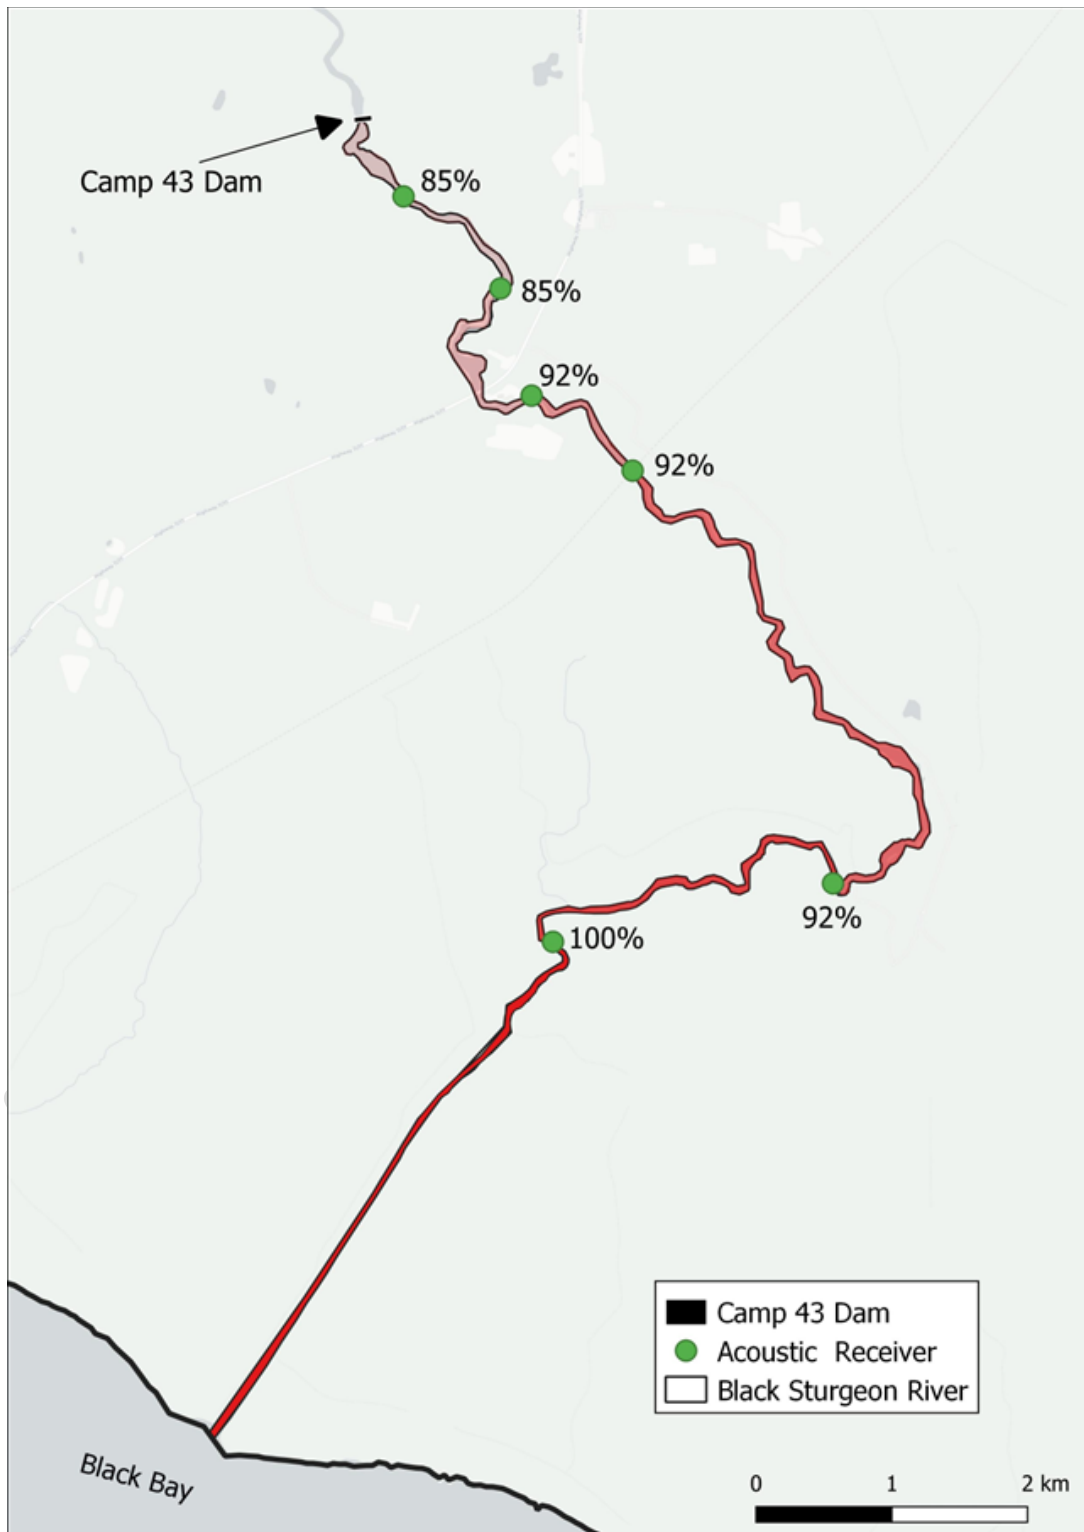 Camp 43 Dam
85%
85%
92%
92%
92%
100%
Camp 43 Dam
Acoustic Receiver
Black Sturgeon River
Black Bay
0 1 2 km